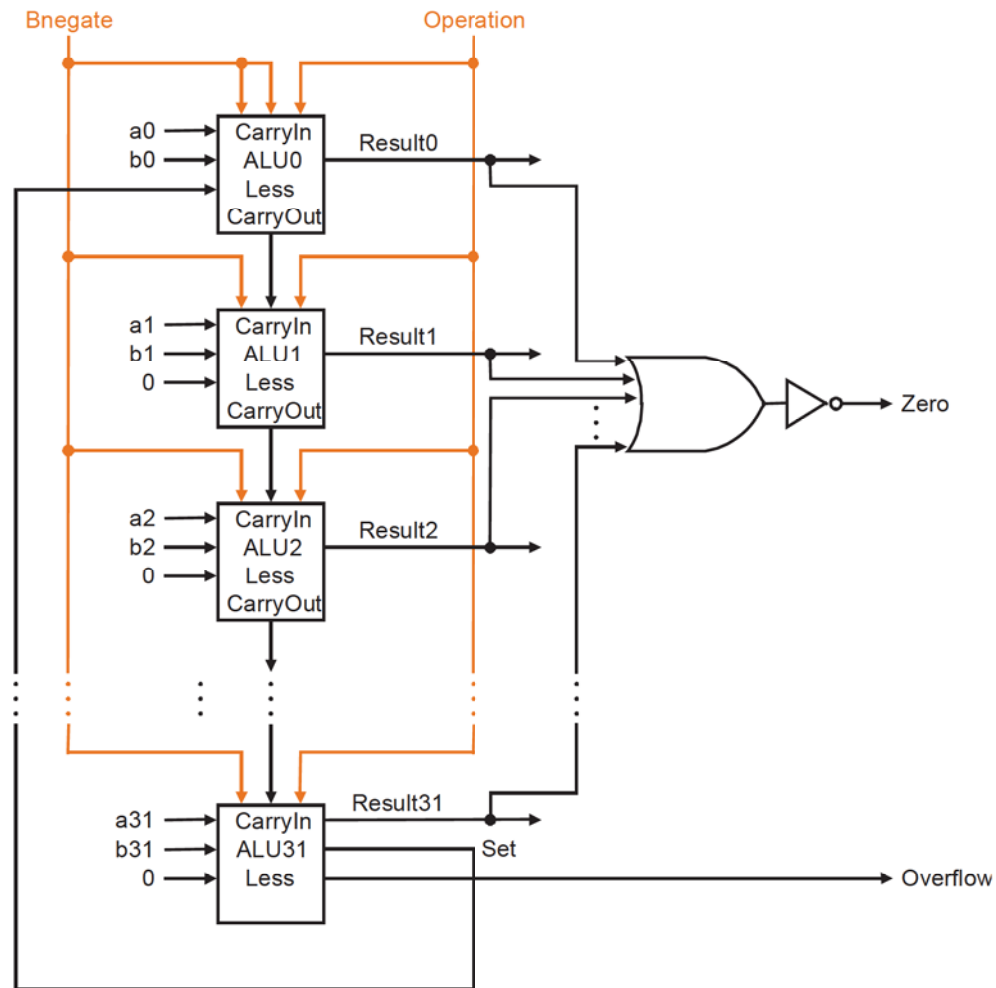 Bnegate
Operation
a0
b0
CarryIn
ALU0
Less
CarryOut
Result0
a1
b1
0
CarryIn
ALU1
Less
CarryOut
Result1
Zero
a2
b2
0
CarryIn
ALU2
Less
CarryOut
Result2
a31
b31
0
CarryIn
ALU31
Less
Result31
Set
Overflow